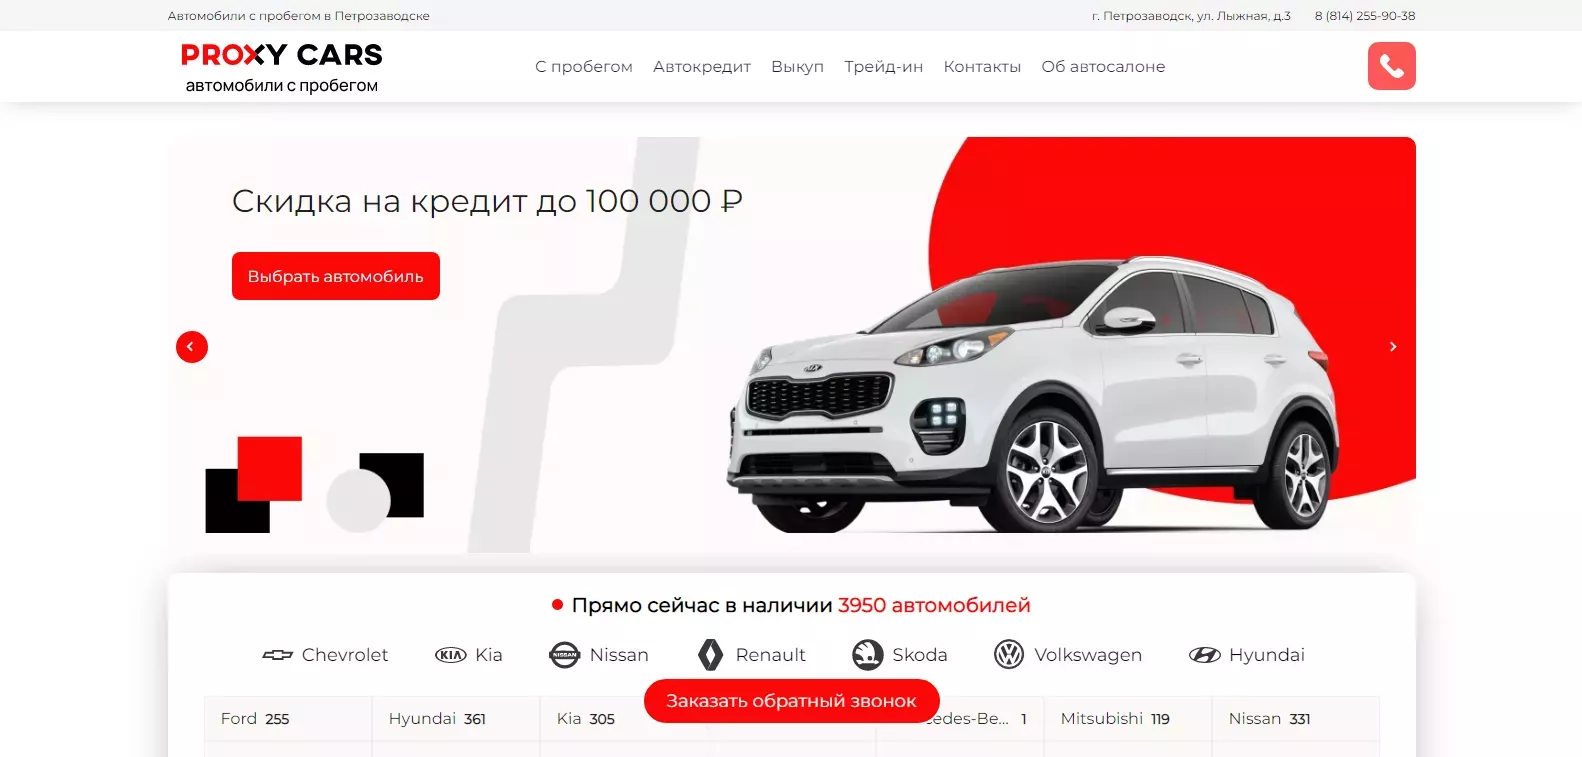 Автомобили с пробегом в Петрозаводске
г. Петрозаводск, ул. Лыжная, д.3
8 (814) 255-90-38
PROXY CARS
автомобили с пробегом
С пробегом Автокредит Выкуп Трейд-ин Контакты Об автосалоне
Скидка на кредит до 100 000 ₽
Выбрать автомобиль
KIA
Прямо сейчас в наличии 3950 автомобилей
Chevrolet KIA Kia NISSAN Nissan Renault Skoda Volkswagen Hyundai
Заказать обратный звонок
Ford 255 Hyundai 361 Kia 305 1 Mitsubishi 119 Nissan 331